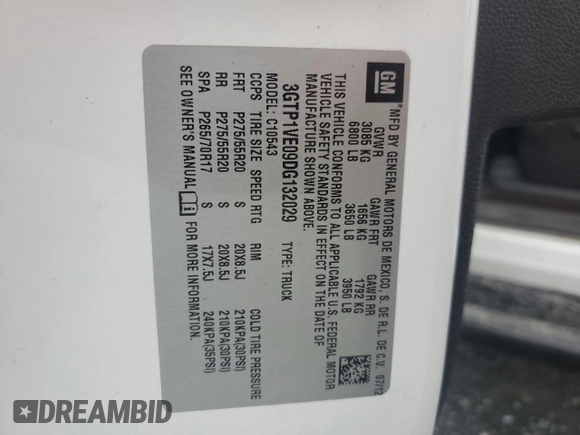 GM
MFD BY GENERAL MOTORS DE MEXICO, S. DE R.L. DE C.V. 07/12
GVWR GAWR FRT GAWR RR
3085 KG 1656 KG 1792 KG
6800 LB 3650 LB 3950 LB
THIS VEHICLE CONFORMS TO ALL APPLICABLE U.S. FEDERAL MOTOR
VEHICLE SAFETY STANDARDS IN EFFECT ON THE DATE OF
MANUFACTURE SHOWN ABOVE.
3GTP1VE09DG132029 TYPE: TRUCK
MODEL: C10543
CCPS TIRE SIZE SPEED RTG RIM COLD TIRE PRESSURE
FRT P275/55R20 S 20X8.5J 210KPA(30PSI)
RR P275/55R20 S 20X8.5J 210KPA(30PSI)
SPA P265/70R17 S 17X7.5J 240KPA(35PSI)
SEE OWNER'S MANUAL FOR MORE INFORMATION.
DREAMBID